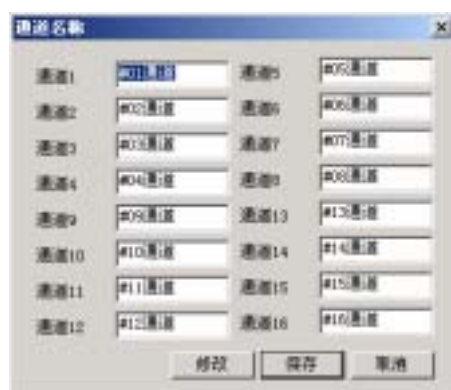 通道名称
通道1 #01通道 通道5 #05通道
通道2 #02通道 通道6 #06通道
通道3 #03通道 通道7 #07通道
通道4 #04通道 通道8 #08通道
通道9 #09通道 通道13 #13通道
通道10 #10通道 通道14 #14通道
通道11 #11通道 通道15 #15通道
通道12 #12通道 通道16 #16通道
修改 保存 取消